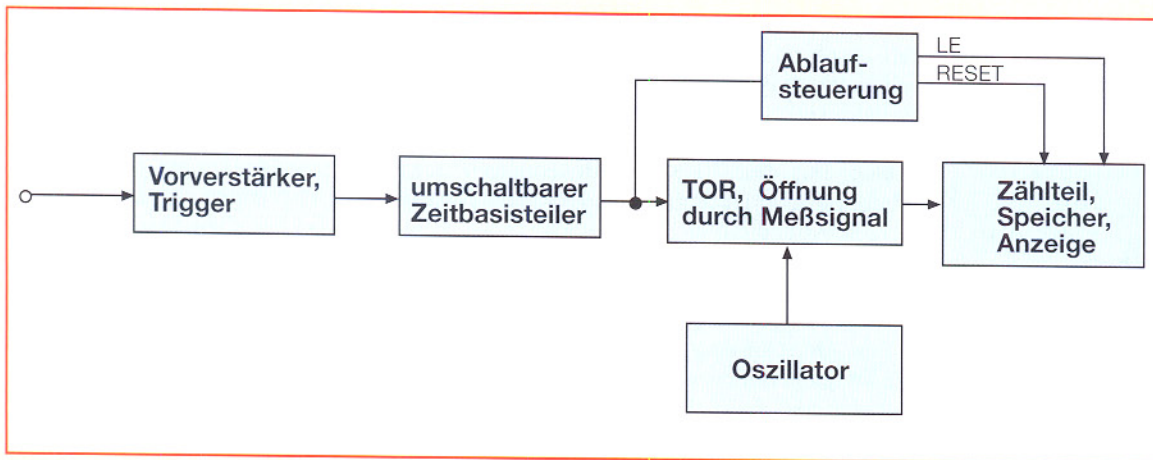 Ablauf-
steuerung
LE
RESET
Vorverstärker,
Trigger
umschaltbarer
Zeitbasisteiler
TOR, Öffnung
durch Meßsignal
Zählteil,
Speicher,
Anzeige
Oszillator